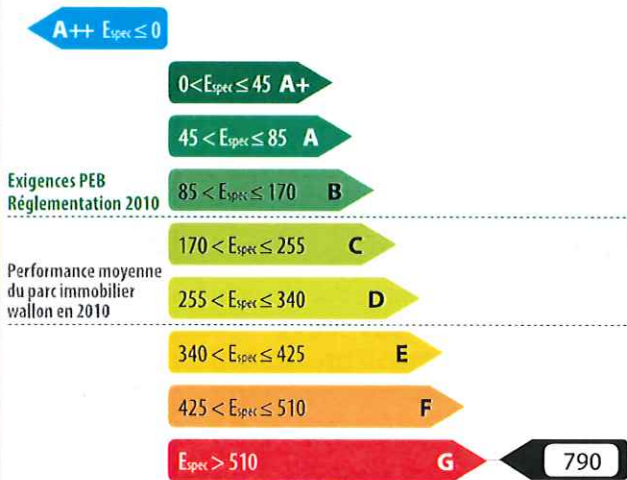 A++ Espec ≤ 0
0 < Espec ≤ 45 A+
45 < Espec ≤ 85 A
Exigences PEB
Réglementation 2010
85 < Espec ≤ 170 B
170 < Espec ≤ 255 C
Performance moyenne
du parc immobilier
wallon en 2010
255 < Espec ≤ 340 D
340 < Espec ≤ 425 E
425 < Espec ≤ 510 F
Espec > 510 G 790